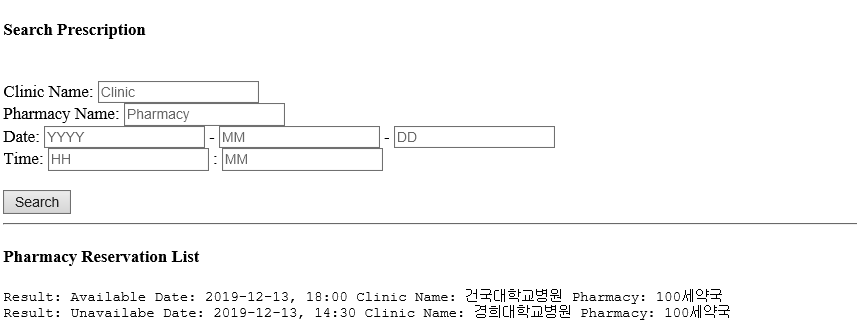 Search Prescription
Clinic Name: Clinic
Pharmacy Name: Pharmacy
Date: YYYY - MM - DD
Time: HH : MM
Search
Pharmacy Reservation List
Result: Available Date: 2019-12-13, 18:00 Clinic Name: 건국대학교병원 Pharmacy: 100세약국
Result: Unavailabe Date: 2019-12-13, 14:30 Clinic Name: 경희대학교병원 Pharmacy: 100세약국